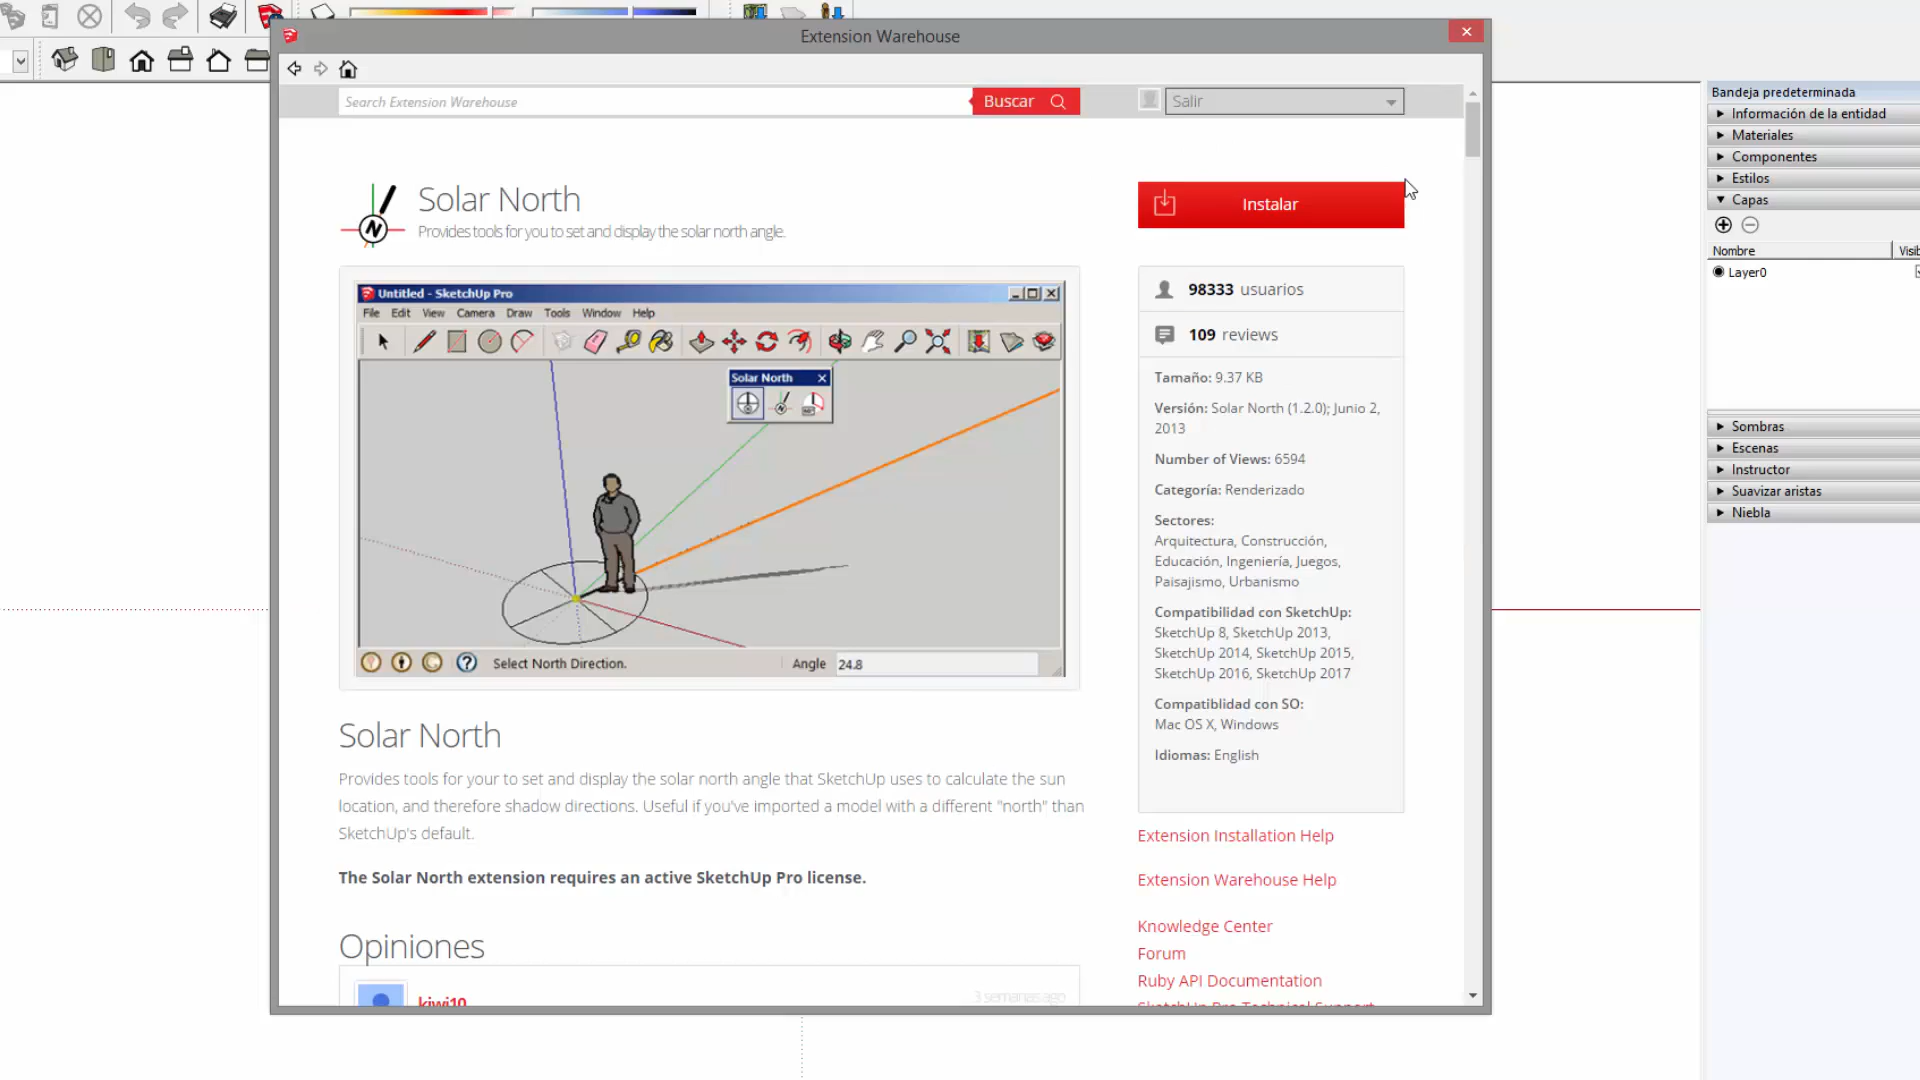 Extension Warehouse
Search Extension Warehouse
Buscar
Salir
Solar North
Provides tools for you to set and display the solar north angle.
Instalar
N
Untitled - SketchUp Pro
File Edit View Camera Draw Tools Window Help
Solar North
Select North Direction.
Angle 24.8
98333 usuarios
109 reviews
Tamaño: 9.37 KB
Versión: Solar North (1.2.0); Junio 2,
2013
Number of Views: 6594
Categoría: Renderizado
Sectores:
Arquitectura, Construcción,
Educación, Ingeniería, Juegos,
Paisajismo, Urbanismo
Compatibilidad con SketchUp:
SketchUp 8, SketchUp 2013,
SketchUp 2014, SketchUp 2015,
SketchUp 2016, SketchUp 2017
Compatiblidad con SO:
Mac OS X, Windows
Idiomas: English
Solar North
Provides tools for your to set and display the solar north angle that SketchUp uses to calculate the sun
location, and therefore shadow directions. Useful if you've imported a model with a different "north" than
SketchUp's default.
The Solar North extension requires an active SketchUp Pro license.
Opiniones
kiwi10
3 semanas ago
Extension Installation Help
Extension Warehouse Help
Knowledge Center
Forum
Ruby API Documentation
SketchUp Pro Technical Support
Bandeja predeterminada
Información de la entidad
Materiales
Componentes
Estilos
Capas
Nombre
Layer0
Sombras
Escenas
Instructor
Suavizar aristas
Niebla